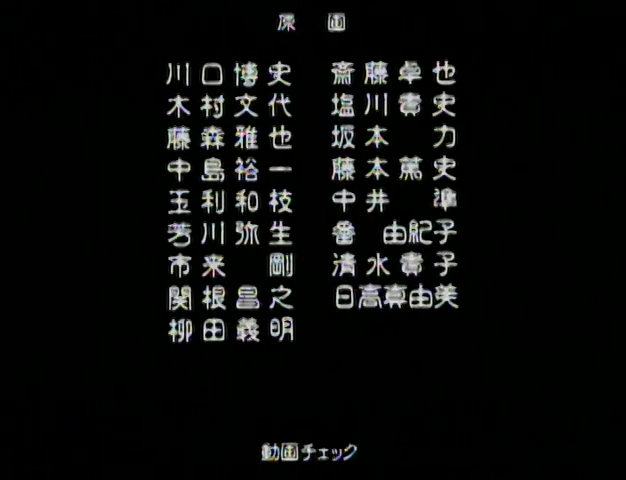 原画
川口博史 斎藤卓也
木村文代 塩川貴史
藤森雅也 坂本 力
中島裕一 藤本篤史
玉利和枝 中井 準
芳川弥生 番 由紀子
市来 剛 清水貴子
関根昌之 日高真由美
柳田義明
動画チェック